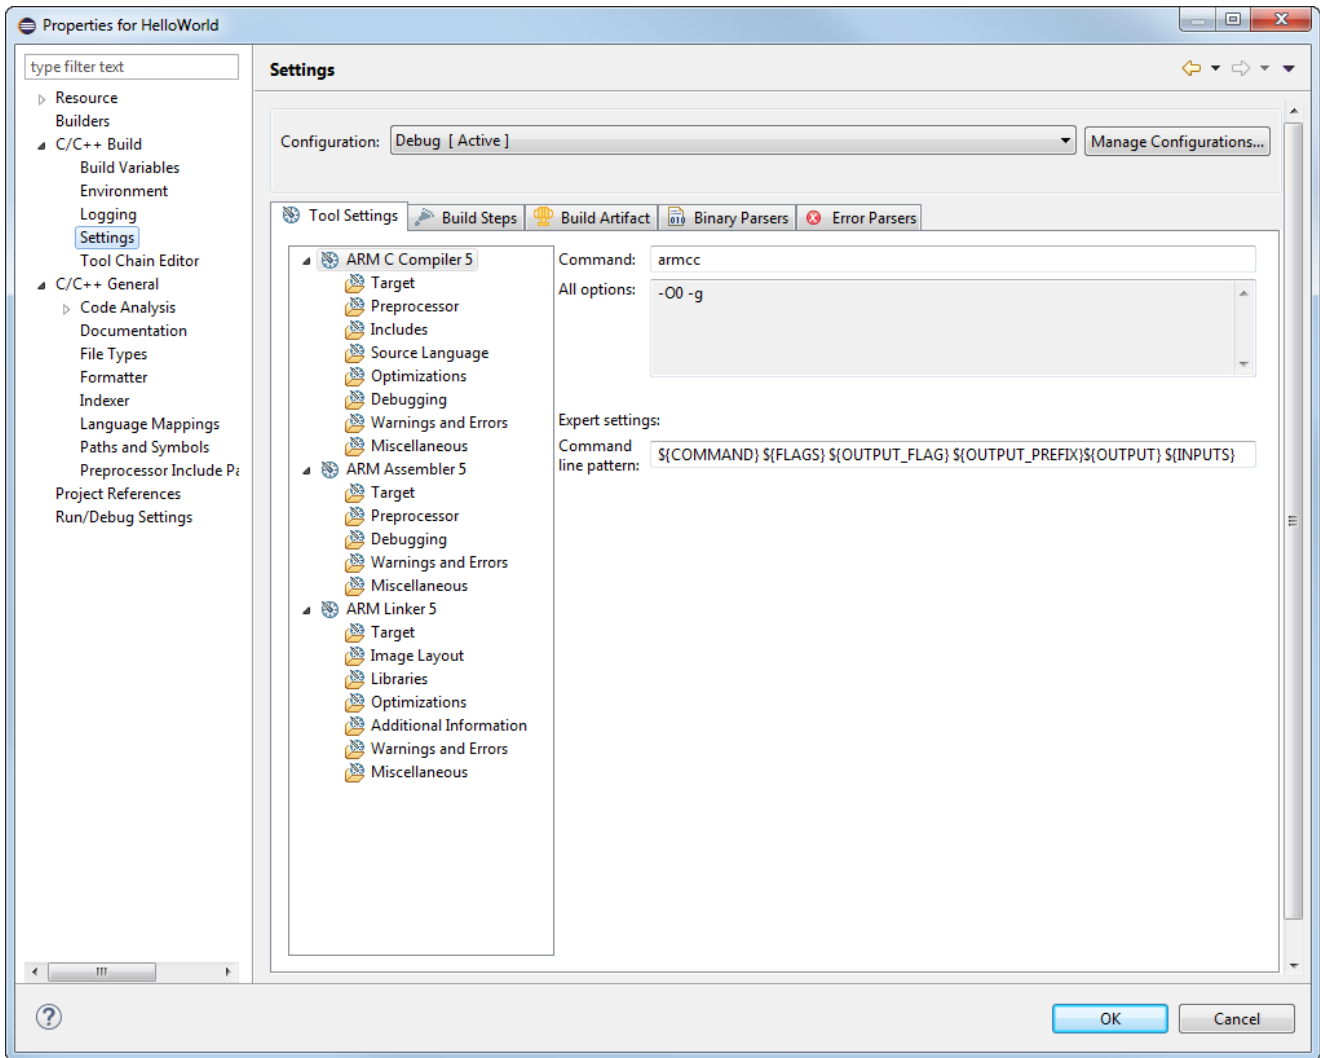 Properties for HelloWorld
type filter text
Resource
Builders
C/C++ Build
Build Variables
Environment
Logging
Settings
Tool Chain Editor
C/C++ General
Code Analysis
Documentation
File Types
Formatter
Indexer
Language Mappings
Paths and Symbols
Preprocessor Include Pa
Project References
Run/Debug Settings
Settings
Configuration: Debug [ Active ] Manage Configurations...
Tool Settings Build Steps Build Artifact Binary Parsers Error Parsers
ARM C Compiler 5
Target
Preprocessor
Includes
Source Language
Optimizations
Debugging
Warnings and Errors
Miscellaneous
ARM Assembler 5
Target
Preprocessor
Debugging
Warnings and Errors
Miscellaneous
ARM Linker 5
Target
Image Layout
Libraries
Optimizations
Additional Information
Warnings and Errors
Miscellaneous
Command: armcc
All options: -O0 -g
Expert settings:
Command
line pattern: ${COMMAND} ${FLAGS} ${OUTPUT_FLAG} ${OUTPUT_PREFIX}${OUTPUT} ${INPUTS}
OK Cancel